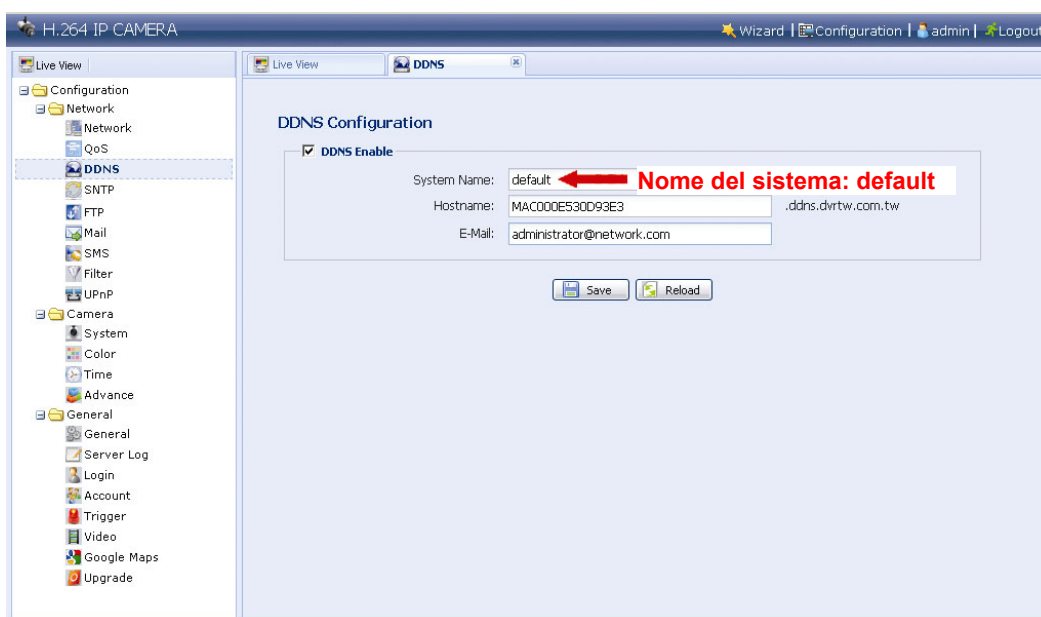 H.264 IP CAMERA
Wizard | Configuration | admin | Logout
Live View
Live View DDNS
Configuration
Network
Network
QoS
DDNS
SNTP
FTP
Mail
SMS
Filter
UPnP
Camera
System
Color
Time
Advance
General
General
Server Log
Login
Account
Trigger
Video
Google Maps
Upgrade
DDNS Configuration
DDNS Enable
System Name: default Nome del sistema: default
Hostname: MAC000E530D93E3 .ddns.dvrtw.com.tw
E-Mail: administrator@network.com
Save Reload